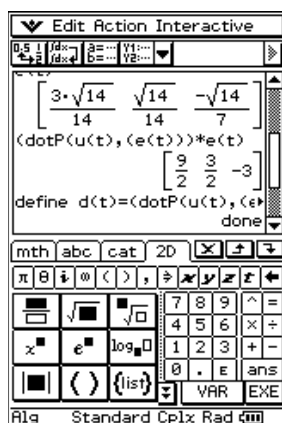 Edit Action Interactive
[3·√14/14 √14/14 -√14/7]
(dotP(u(t),(e(t)))*e(t)
[9/2 3/2 -3]
define d(t)=(dotP(u(t),(e
done
mth abc cat 2D
π θ i ∞ ( ) , ⇒ x y z t ←
√■ 7 8 9 ^ =
4 5 6 × ÷
x■ e■ log■□ 1 2 3 + -
|■| ( ) {list} 0 . E ans
VAR EXE
Alg Standard Cplx Rad